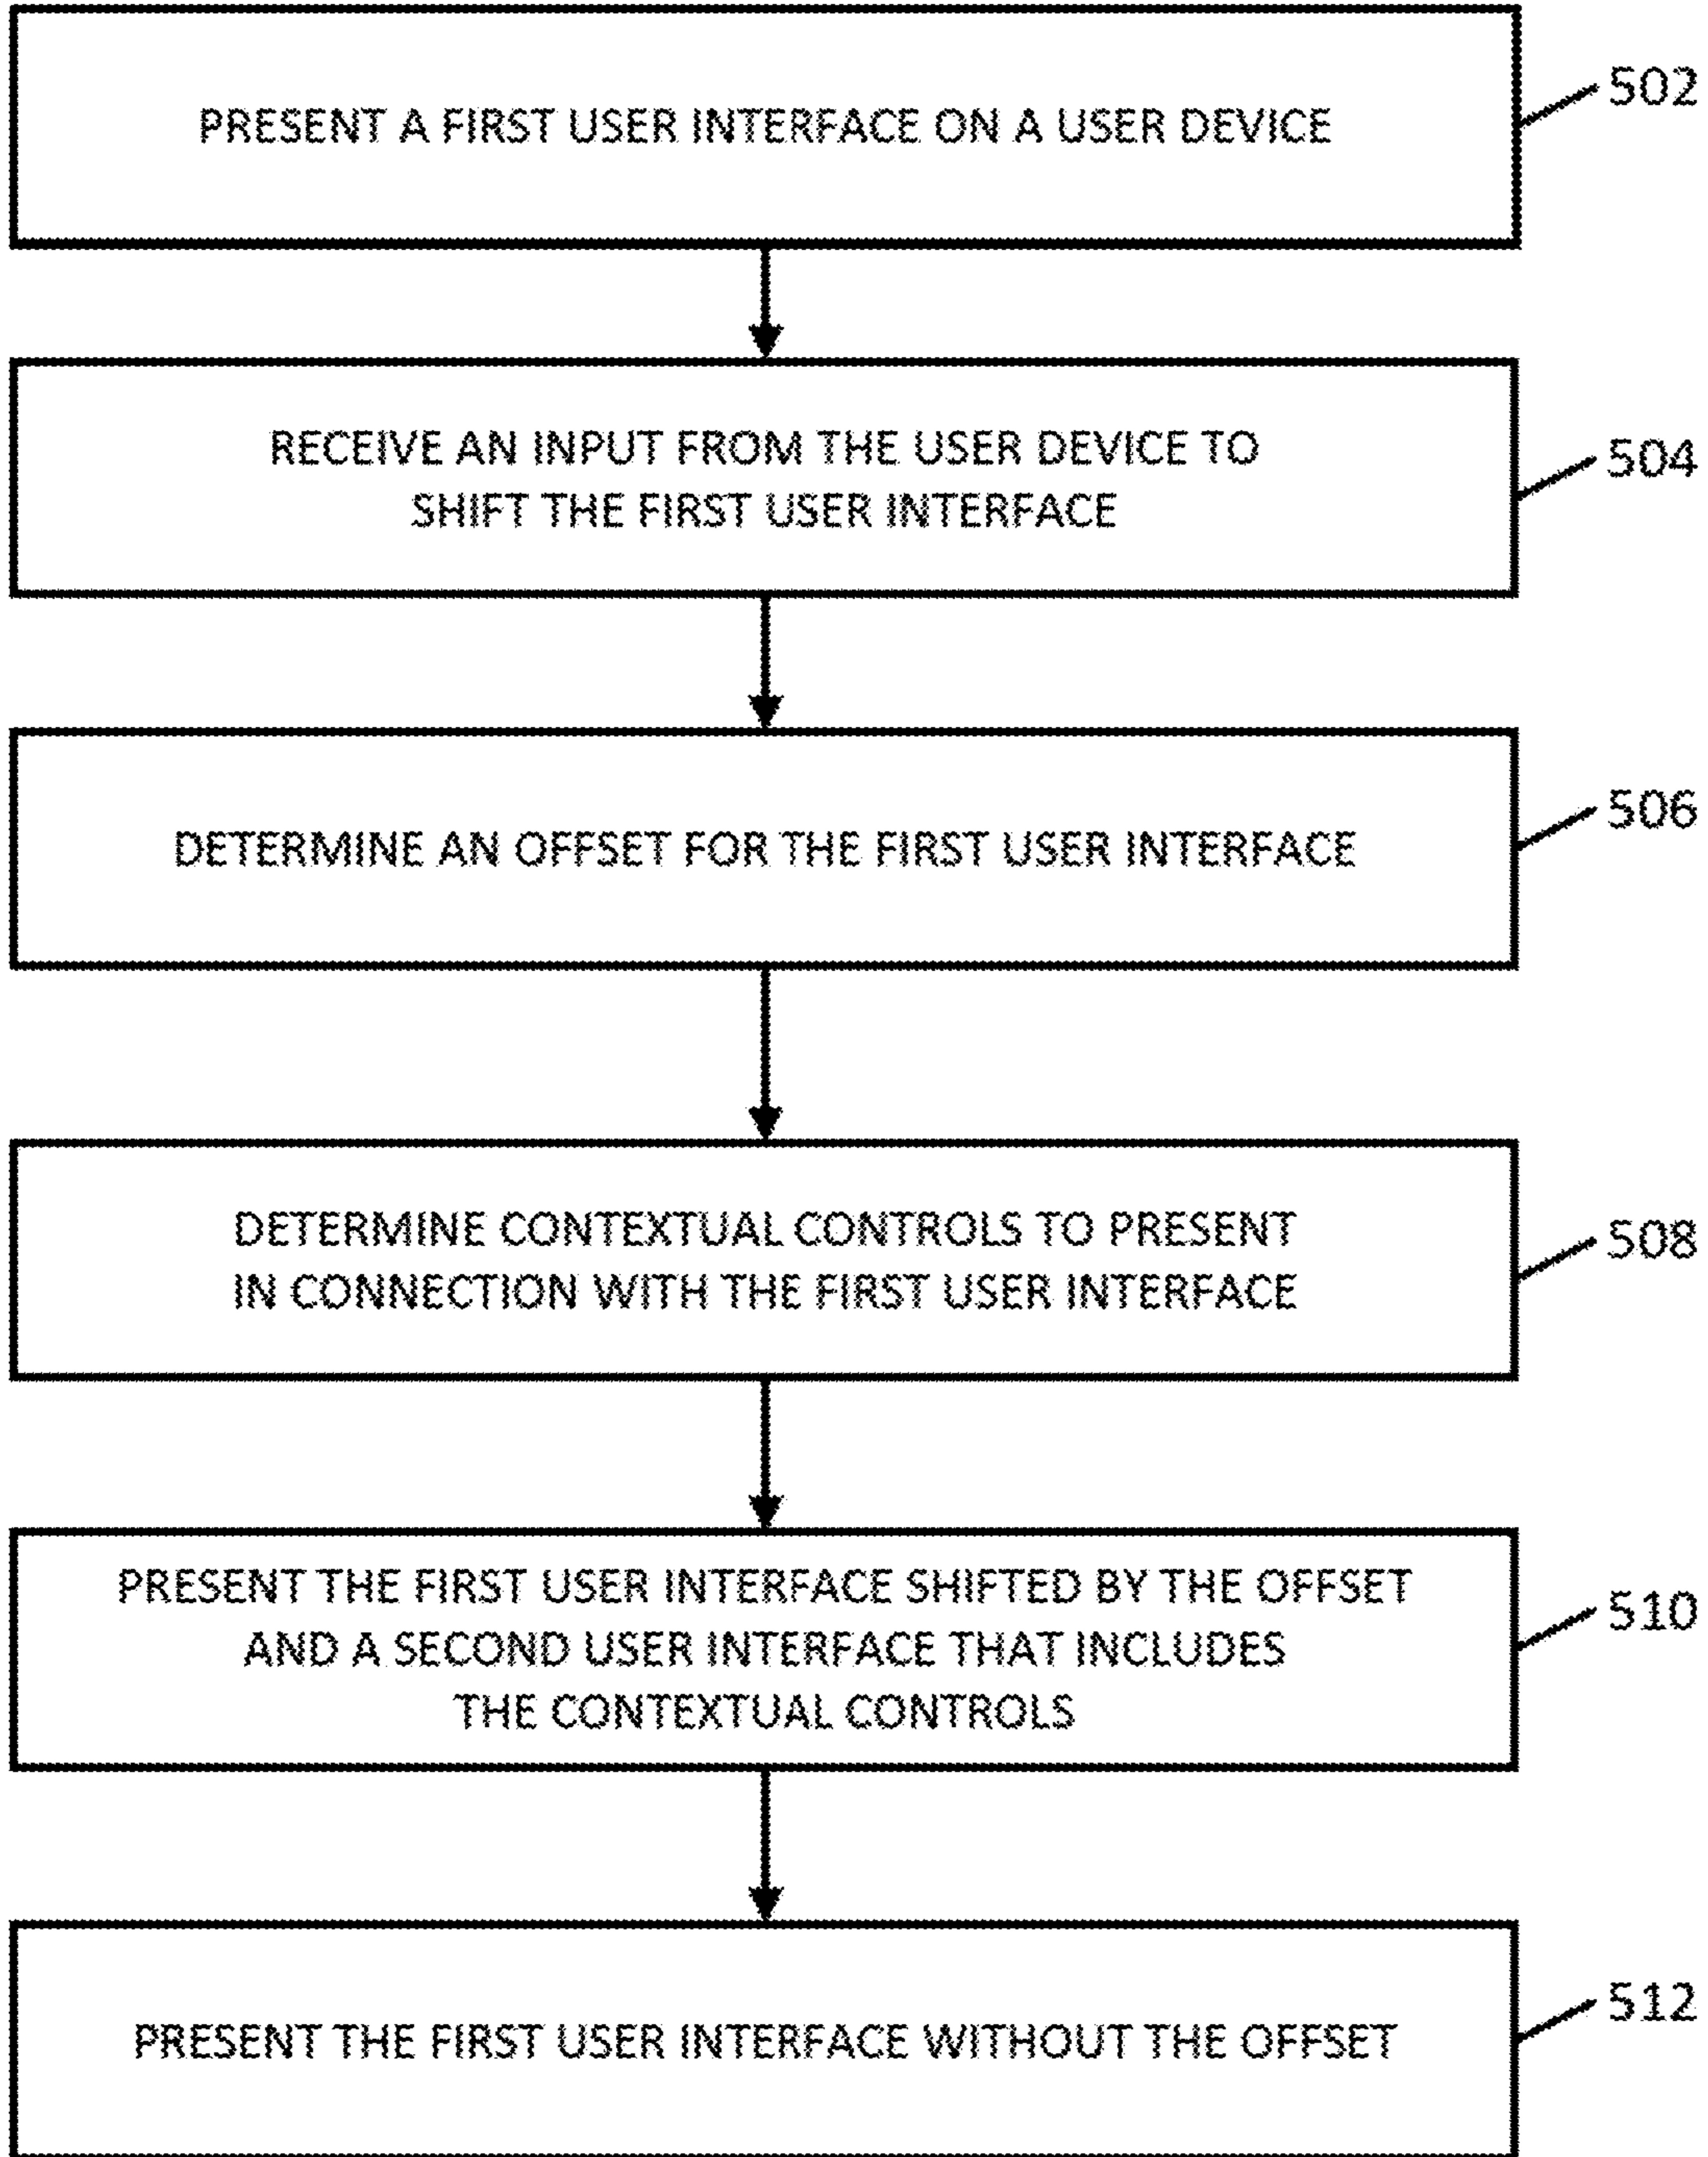 PRESENT A FIRST USER INTERFACE ON A USER DEVICE
502
RECEIVE AN INPUT FROM THE USER DEVICE TO
SHIFT THE FIRST USER INTERFACE
504
DETERMINE AN OFFSET FOR THE FIRST USER INTERFACE
506
DETERMINE CONTEXTUAL CONTROLS TO PRESENT
IN CONNECTION WITH THE FIRST USER INTERFACE
508
PRESENT THE FIRST USER INTERFACE SHIFTED BY THE OFFSET
AND A SECOND USER INTERFACE THAT INCLUDES
THE CONTEXTUAL CONTROLS
510
PRESENT THE FIRST USER INTERFACE WITHOUT THE OFFSET
512